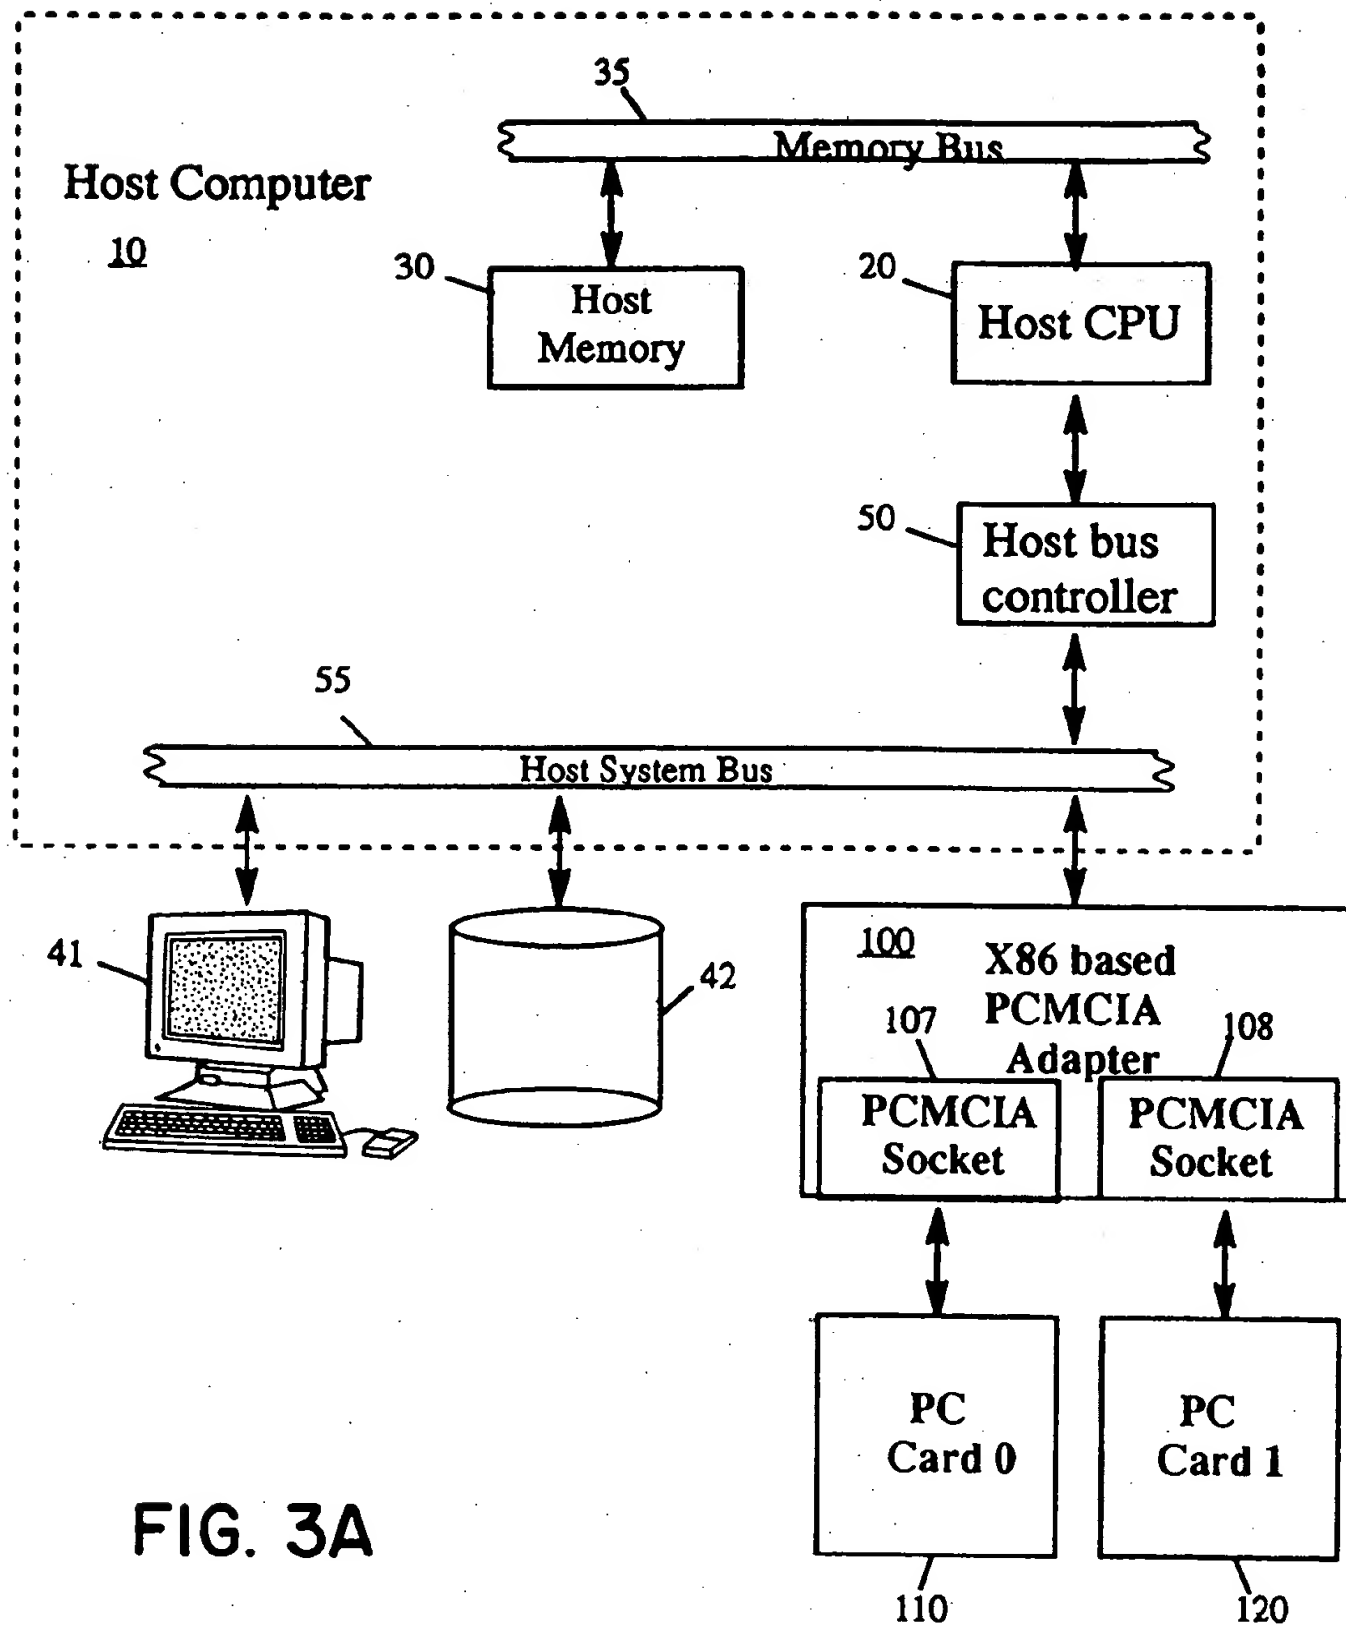 35
Memory Bus
Host Computer
10
30
Host
Memory
20
Host CPU
50
Host bus
controller
55
Host System Bus
41
42
100
X86 based
PCMCIA
Adapter
107
108
PCMCIA
Socket
PCMCIA
Socket
PC
Card 0
PC
Card 1
110
120
FIG. 3A